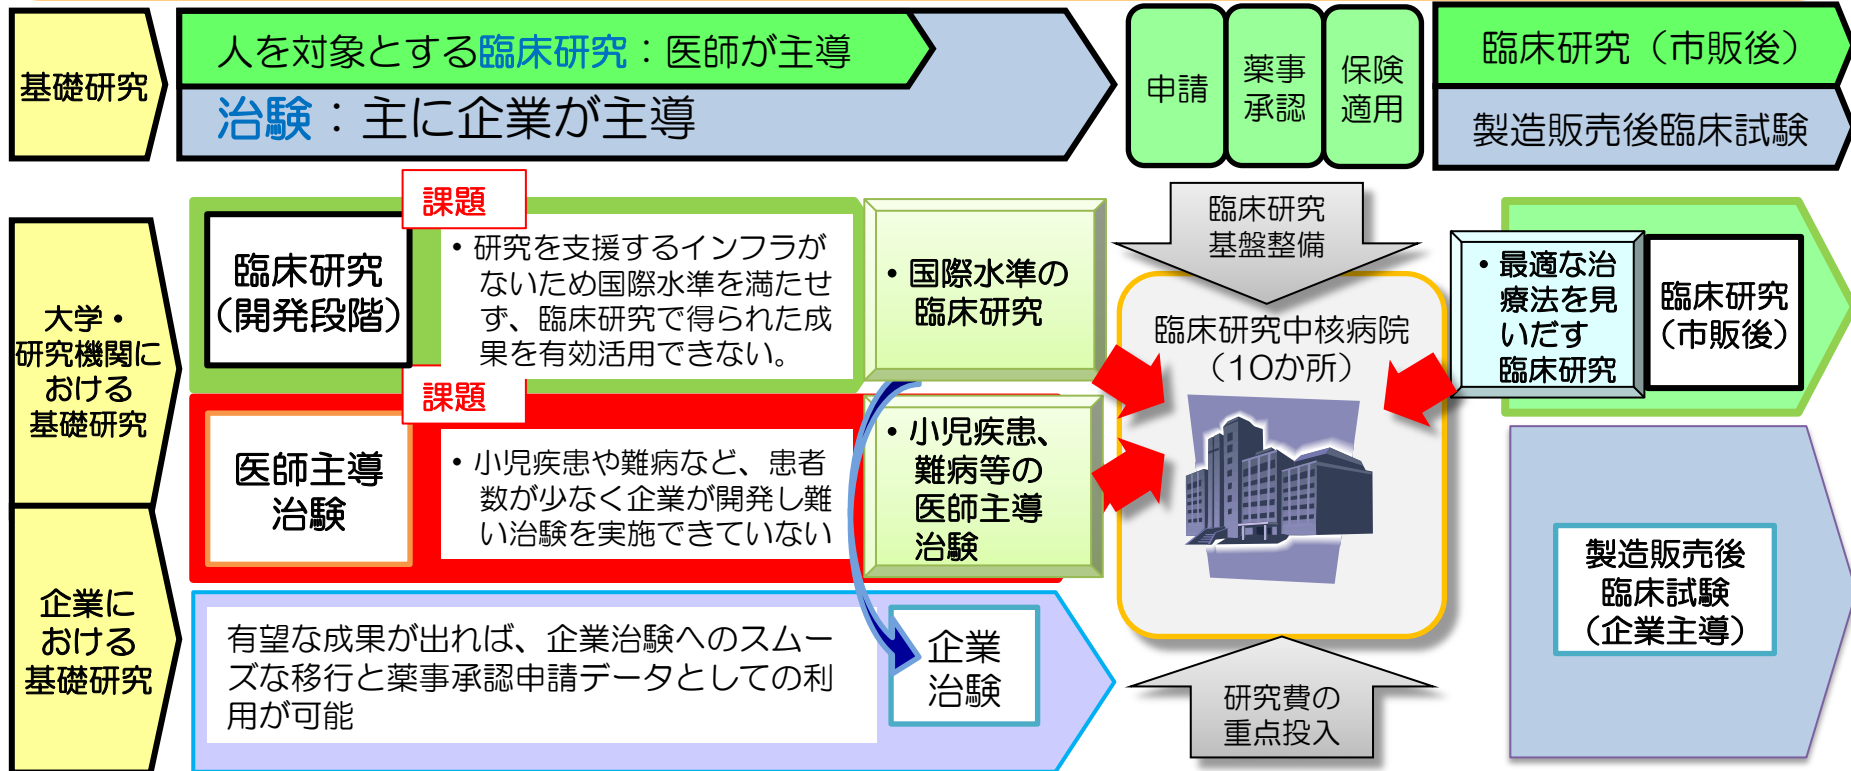 基礎研究
人を対象とする臨床研究：医師が主導
治験：主に企業が主導
申請
薬事
承認
保険
適用
臨床研究（市販後）
製造販売後臨床試験
大学・
研究機関に
おける
基礎研究
企業に
おける
基礎研究
臨床研究
（開発段階）
課題
・研究を支援するインフラが
ないため国際水準を満たせ
ず、臨床研究で得られた成
果を有効活用できない。
・国際水準の
臨床研究
医師主導
治験
課題
・小児疾患や難病など、患者
数が少なく企業が開発し難
い治験を実施できていない
・小児疾患、
難病等の
医師主導
治験
有望な成果が出れば、企業治験へのスムー
ズな移行と薬事承認申請データとしての利
用が可能
企業
治験
臨床研究
基盤整備
臨床研究中核病院
（10か所）
研究費の
重点投入
・最適な治
療法を見
いだす
臨床研究
臨床研究
（市販後）
製造販売後
臨床試験
（企業主導）